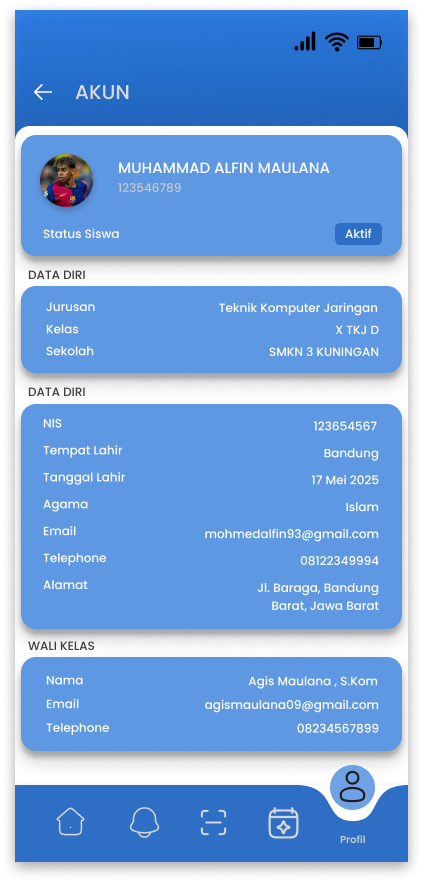 AKUN
MUHAMMAD ALFIN MAULANA
123546789
Status Siswa Aktif
DATA DIRI
Jurusan Teknik Komputer Jaringan
Kelas X TKJ D
Sekolah SMKN 3 KUNINGAN
DATA DIRI
NIS 123654567
Tempat Lahir Bandung
Tanggal Lahir 17 Mei 2025
Agama Islam
Email mohmedalfin93@gmail.com
Telephone 08122349994
Alamat Jl. Baraga, Bandung
Barat, Jawa Barat
WALI KELAS
Nama Agis Maulana , S.Kom
Email agismaulana09@gmail.com
Telephone 08234567899
Profil